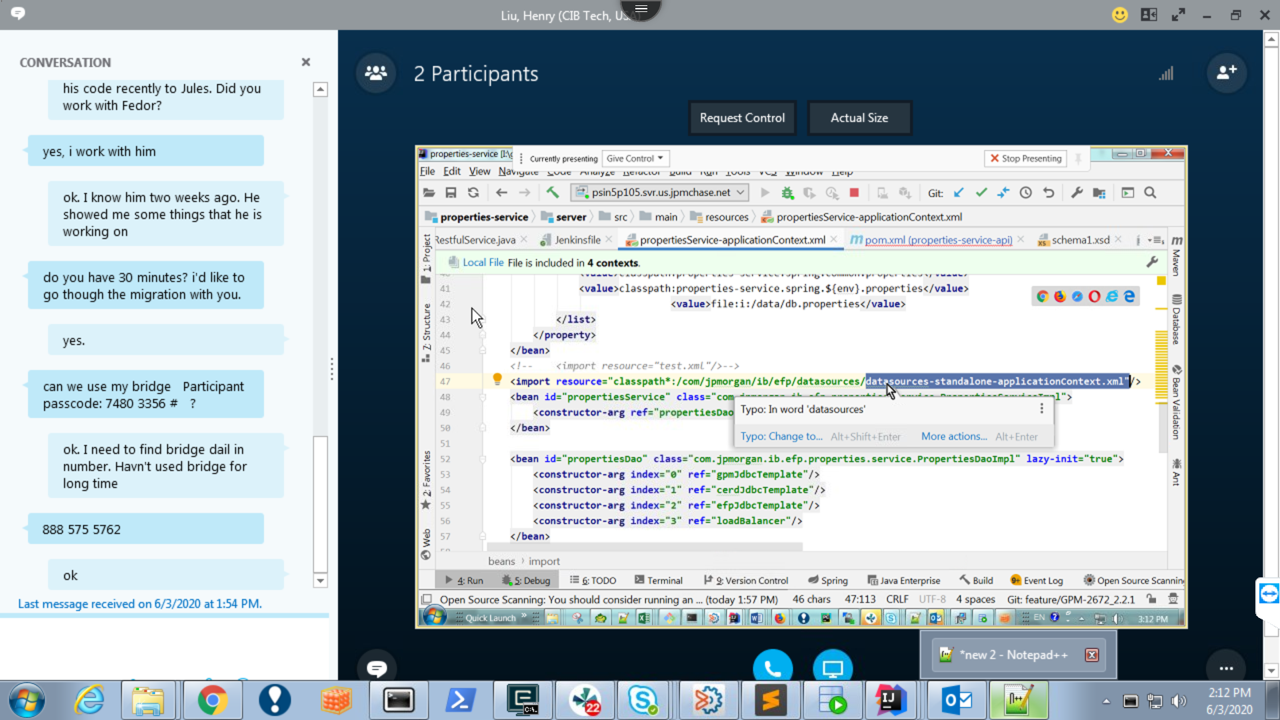 Liu, Henry (CIB Tech, US
CONVERSATION
his code recently to Jules. Did you
work with Fedor?
yes, i work with him
ok. I know him two weeks ago. He
showed me some things that he is
working on
do you have 30 minutes? i'd like to
go though the migration with you.
yes.
can we use my bridge Participant
passcode: 7480 3356 # ?
ok. I need to find bridge dail in
number. Havn't used bridge for
long time
888 575 5762
ok
Last message received on 6/3/2020 at 1:54 PM.
2 Participants
Request Control
Actual Size
properties-service
Currently presenting
Give Control
Stop Presenting
File Edit View Navigate Code Analyze Refactor Build Run Tools VCS Window Help
psin5p105.svr.us.jpmchase.net
Git:
properties-service server src main resources propertiesService-applicationContext.xml
RestfulService.java Jenkinsfile propertiesService-applicationContext.xml pom.xml (properties-service-api) schema1.xsd
Local File File is included in 4 contexts.
1: Project
Z: Structure
2: Favorites
Web
Maven
Database
Bean Validation
Ant
<value>classpath:properties-service.spring.common.properties</value>
41 <value>classpath:properties-service.spring.${env}.properties</value>
42 <value>file:i:/data/db.properties</value>
43 </list>
44 </property>
45 </bean>
46 <!-- <import resource="test.xml"/>-->
47 <import resource="classpath*:/com/jpmorgan/ib/efp/datasources/datasources-standalone-applicationContext.xml"/>
48 <bean id="propertiesService" class="com.
49 <constructor-arg ref="propertiesDao
50 </bean>
51
52 <bean id="propertiesDao" class="com.jpmorgan.ib.efp.properties.service.PropertiesDaoImpl" lazy-init="true">
53 <constructor-arg index="0" ref="gpmJdbcTemplate"/>
54 <constructor-arg index="1" ref="cerdJdbcTemplate"/>
55 <constructor-arg index="2" ref="efpJdbcTemplate"/>
56 <constructor-arg index="3" ref="loadBalancer"/>
57 </bean>
Typo: In word 'datasources'
Typo: Change to... Alt+Shift+Enter More actions... Alt+Enter
beans import
4: Run 5: Debug 6: TODO Terminal 9: Version Control Spring Java Enterprise Build Event Log Open Source Scanning
Open Source Scanning: You should consider running an ... (today 1:57 PM) 46 chars 47:113 CRLF UTF-8 4 spaces Git: feature/GPM-2672_2.2.1
Quick Launch
EN
3:12 PM
*new 2 - Notepad++
22
2:12 PM
6/3/2020